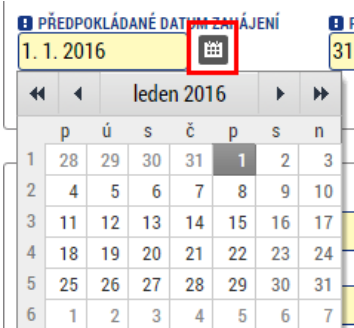 PŘEDPOKLÁDANÉ DATUM ZAHÁJENÍ
1. 1. 2016 31
leden 2016
p ú s č p s n
1 28 29 30 31 1 2 3
2 4 5 6 7 8 9 10
3 11 12 13 14 15 16 17
4 18 19 20 21 22 23 24
5 25 26 27 28 29 30 31
6 1 2 3 4 5 6 7